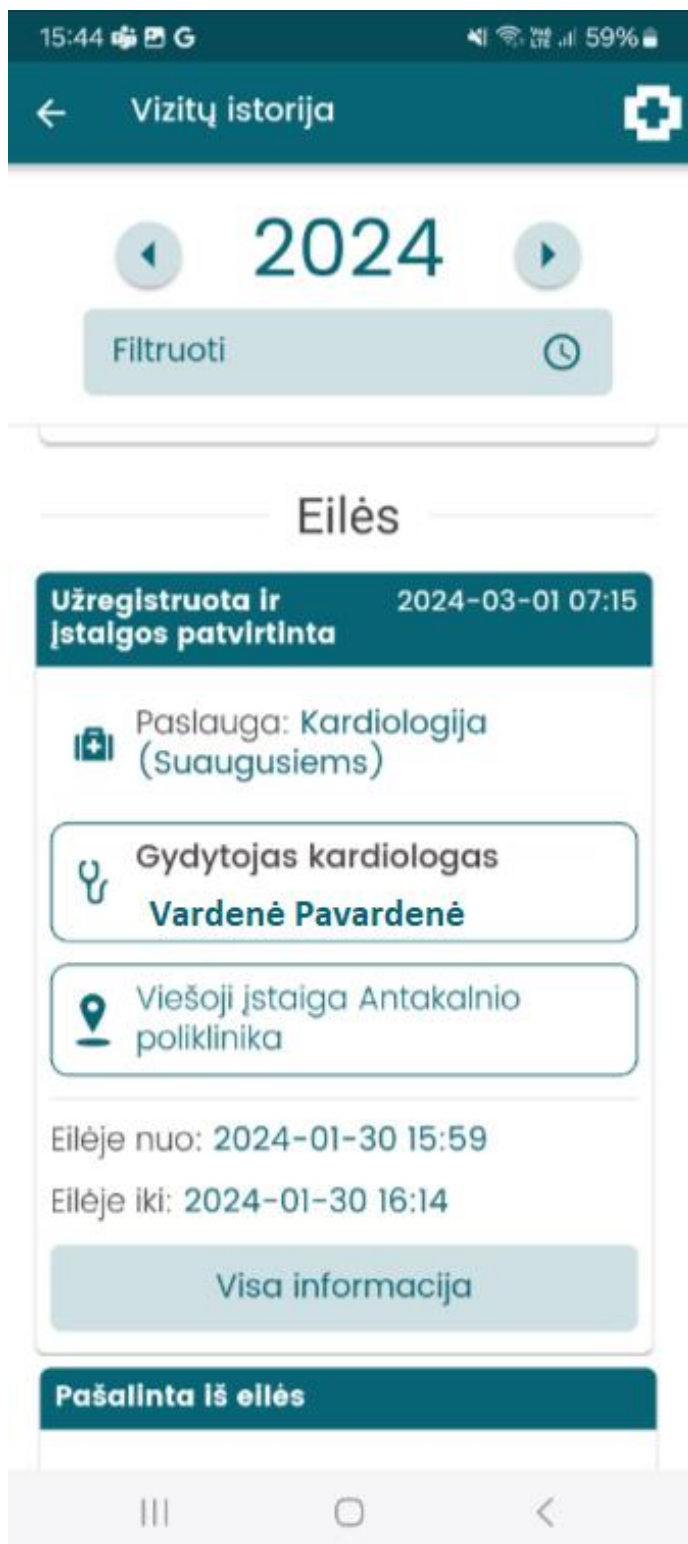 15:44 G 59%
Vizitų istorija
2024
Filtruoti
Eilės
Užregistruota ir 2024-03-01 07:15
įstaigos patvirtinta
Paslauga: Kardiologija
(Suaugusiems)
Gydytojas kardiologas
Vardenė Pavardenė
Viešoji įstaiga Antakalnio
poliklinika
Eilėje nuo: 2024-01-30 15:59
Eilėje iki: 2024-01-30 16:14
Visa informacija
Pašalinta iš eilės